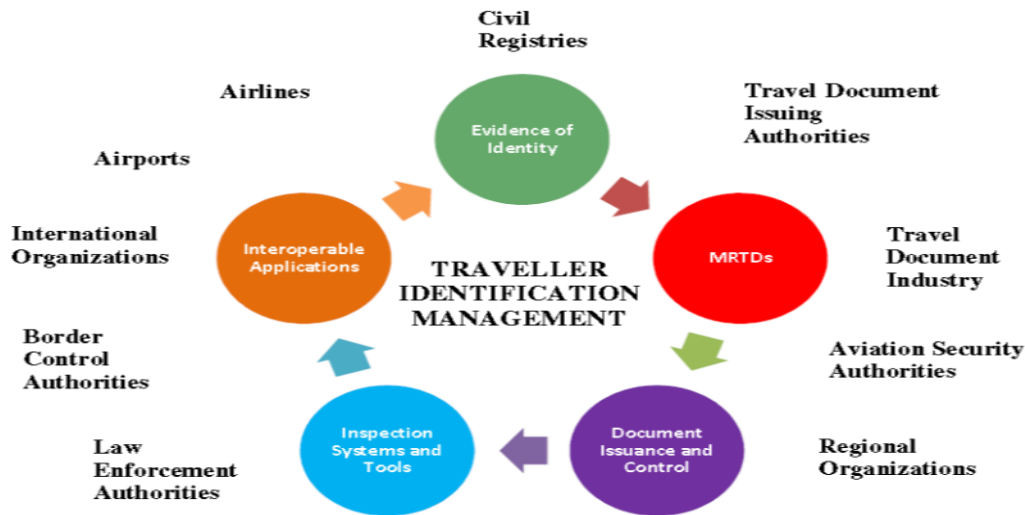 Civil
Registries
Airlines
Travel Document
Issuing
Authorities
Evidence of
Identity
Airports
International
Organizations
Interoperable
Applications
MRTDs
Travel
Document
Industry
TRAVELLER
IDENTIFICATION
MANAGEMENT
Border
Control
Authorities
Aviation Security
Authorities
Inspection
Systems and
Tools
Document
Issuance and
Control
Law
Enforcement
Authorities
Regional
Organizations